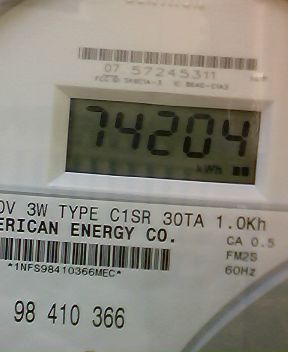 07 57245311
74204
kWh
0V 3W TYPE C1SR 30TA 1.0Kh
ERICAN ENERGY CO.
CA 0.5
FM2S
60Hz
*1NFS98410366MEC*
98 410 366